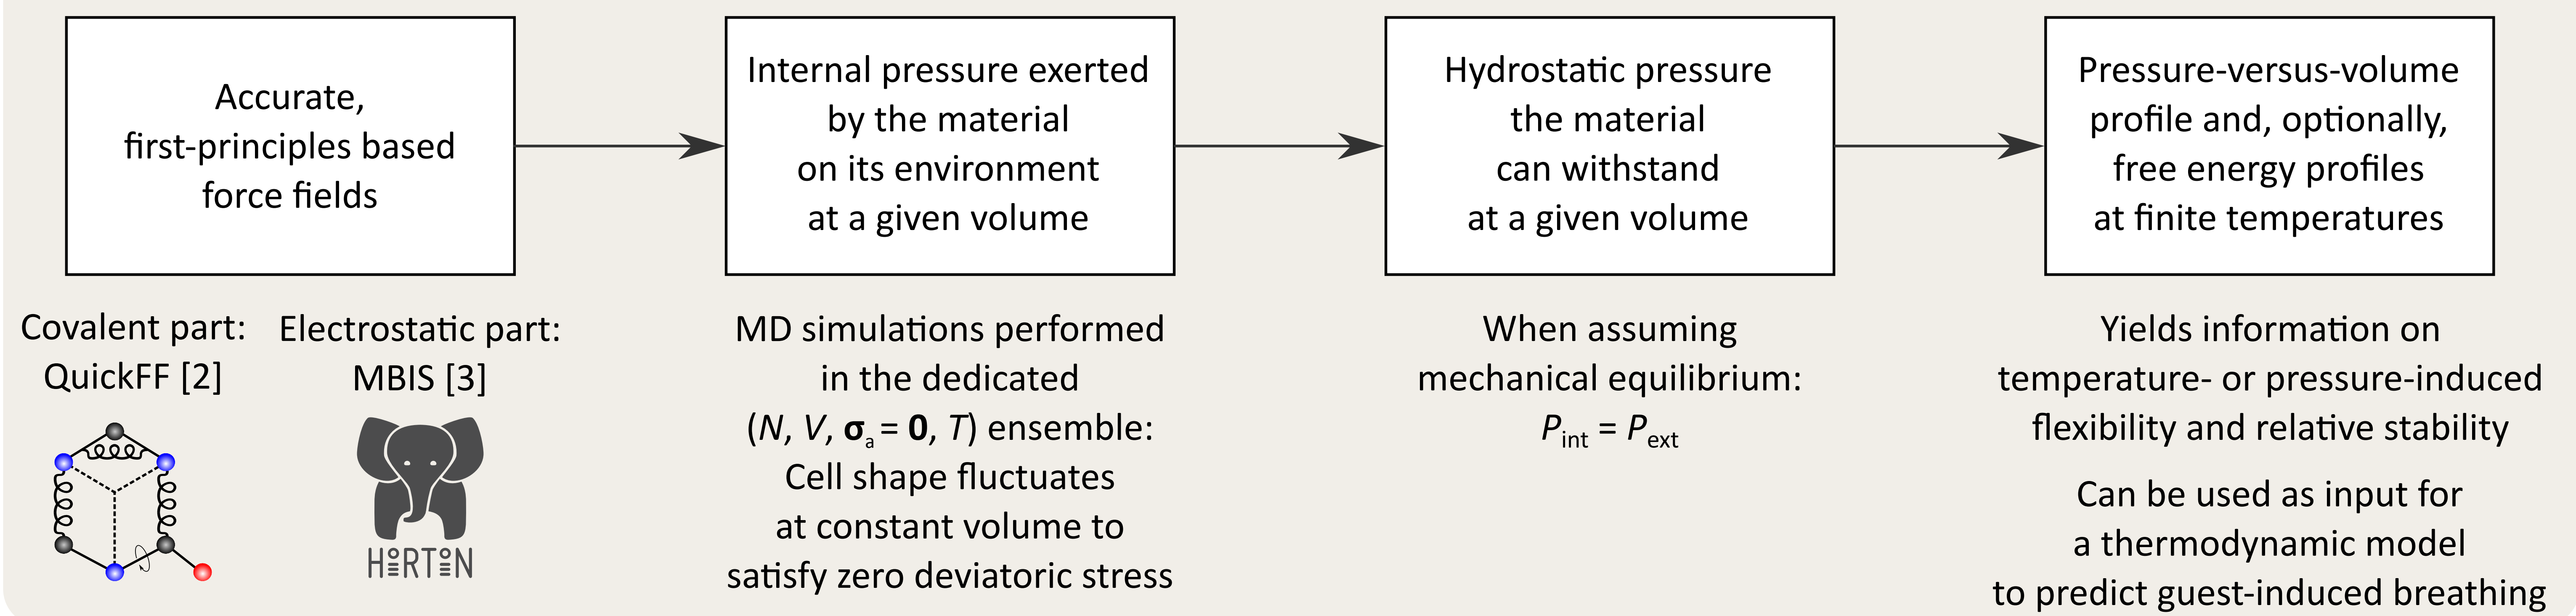 Accurate,
first-principles based
force fields
Internal pressure exerted
by the material
on its environment
at a given volume
Hydrostatic pressure
the material
can withstand
at a given volume
Pressure-versus-volume
profile and, optionally,
free energy profiles
at finite temperatures
Covalent part:
QuickFF [2]
Electrostatic part:
MBIS [3]
HORTON
MD simulations performed
in the dedicated
(N, V, σa = 0, T) ensemble:
Cell shape fluctuates
at constant volume to
satisfy zero deviatoric stress
When assuming
mechanical equilibrium:
Pint = Pext
Yields information on
temperature- or pressure-induced
flexibility and relative stability
Can be used as input for
a thermodynamic model
to predict guest-induced breathing